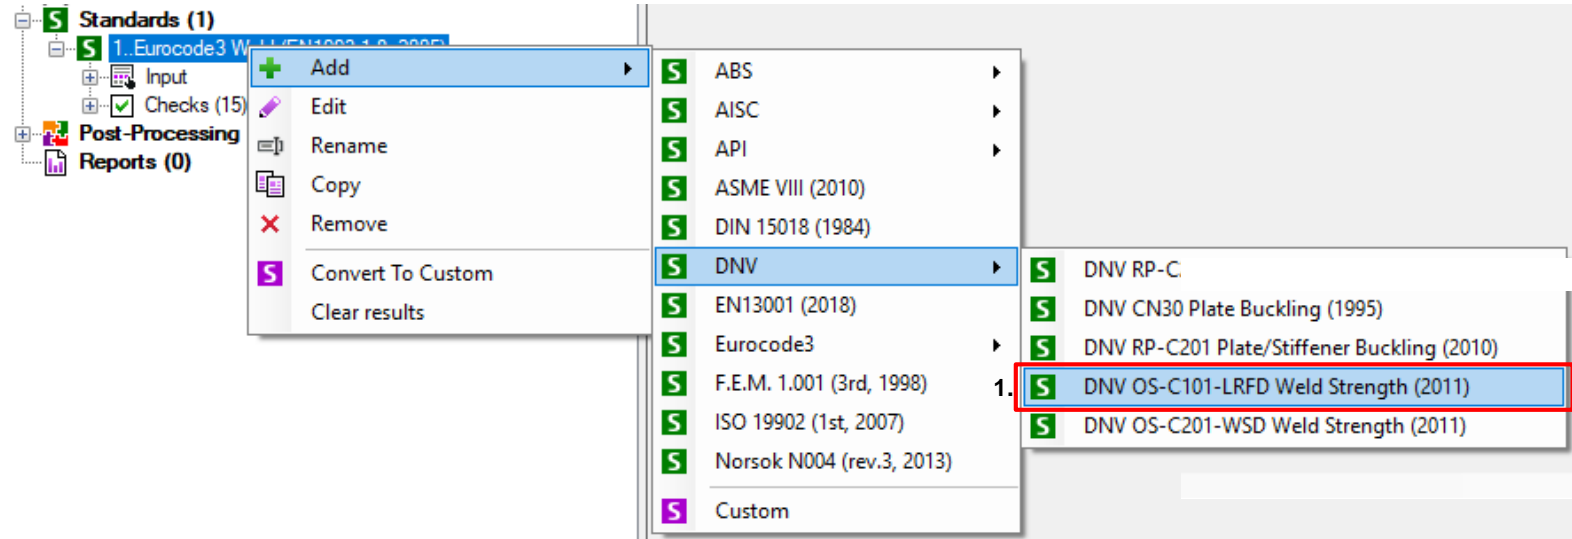 Standards (1)
1..Eurocode3
Input
Checks (15)
Post-Processing
Reports (0)
Add
Edit
Rename
Copy
Remove
Convert To Custom
Clear results
ABS
AISC
API
ASME VIII (2010)
DIN 15018 (1984)
DNV
EN13001 (2018)
Eurocode3
F.E.M. 1.001 (3rd, 1998)
ISO 19902 (1st, 2007)
Norsok N004 (rev.3, 2013)
Custom
DNV RP-C
DNV CN30 Plate Buckling (1995)
DNV RP-C201 Plate/Stiffener Buckling (2010)
1. DNV OS-C101-LRFD Weld Strength (2011)
DNV OS-C201-WSD Weld Strength (2011)